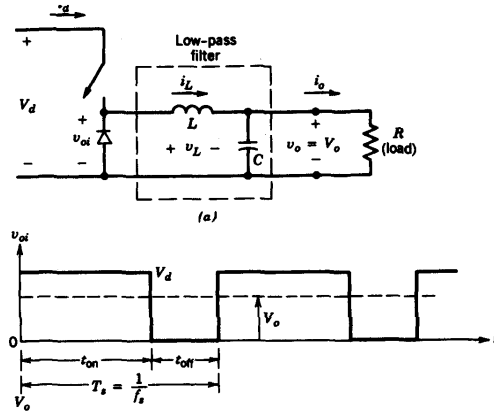 i_d
Low-pass
filter
+
i_L
i_o
V_d
+
L
+
v_oi
+ v_L −
C
v_o = V_o
R
(load)
− −
−
(a)
v_oi
V_d
V_o
0
t
t_on
t_off
T_s = 1/f_s
V_o